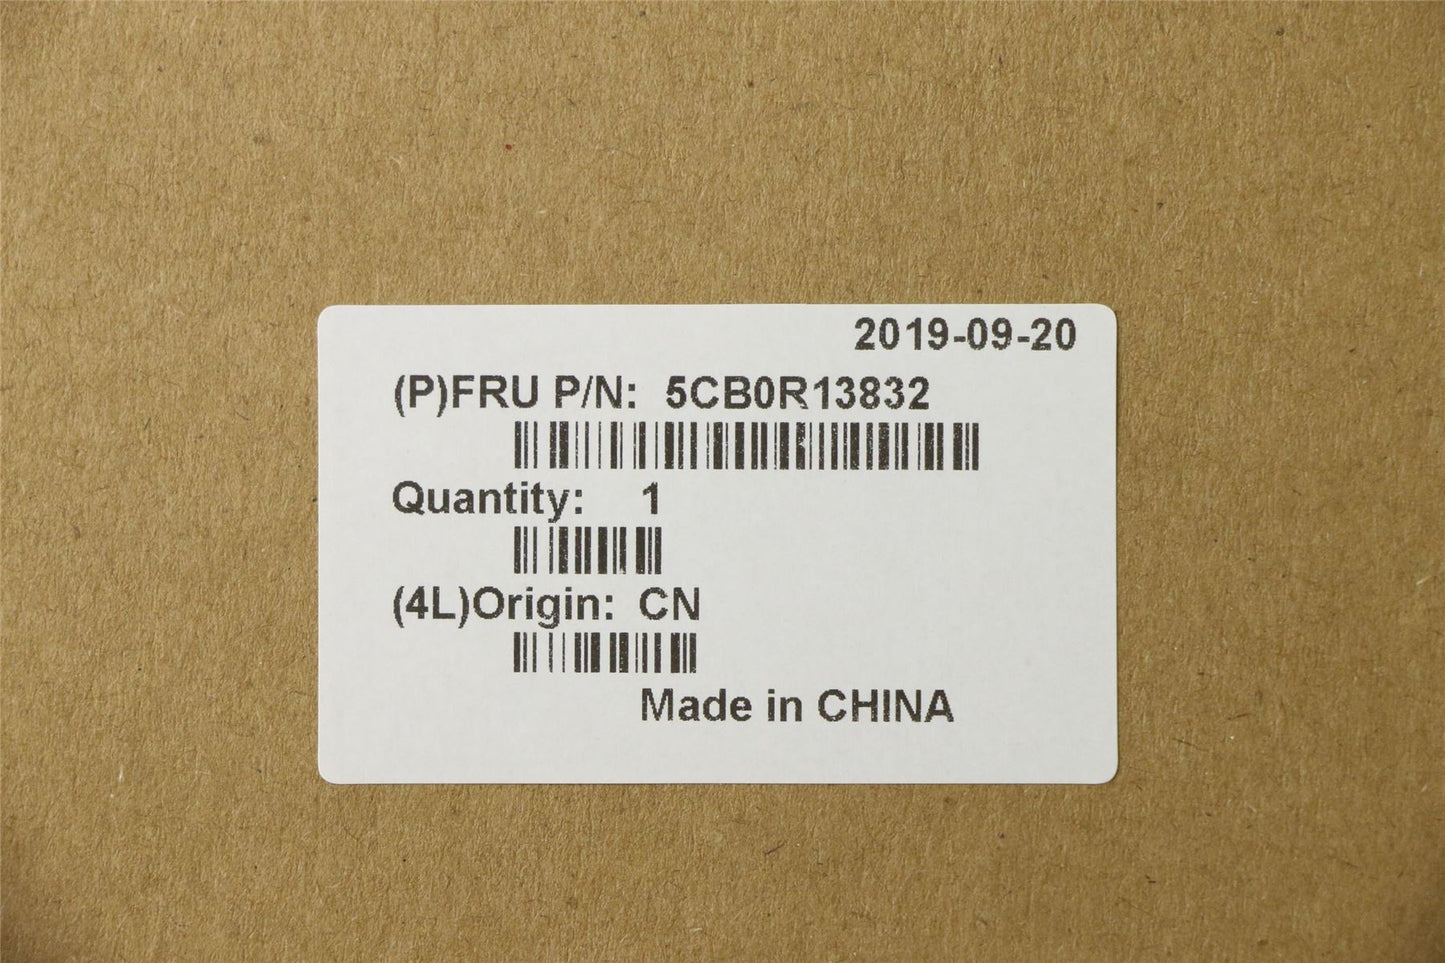 2019-09-20
(P)FRU P/N: 5CB0R13832
Quantity: 1
(4L)Origin: CN
Made in CHINA